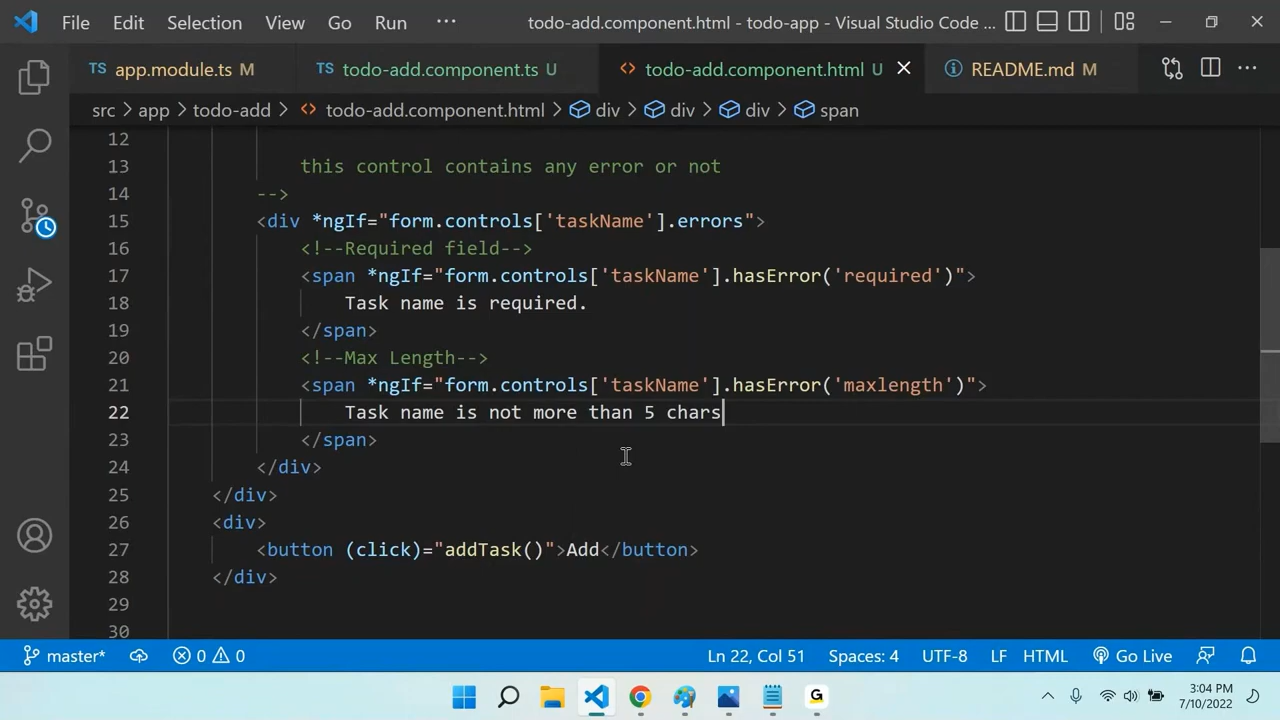 File Edit Selection View Go Run ··· todo-add.component.html - todo-app - Visual Studio Code ...
TS app.module.ts M TS todo-add.component.ts U <> todo-add.component.html U README.md M ···
src > app > todo-add > <> todo-add.component.html > div > div > div > span
12
13 this control contains any error or not
14 -->
15 <div *ngIf="form.controls['taskName'].errors">
16 <!--Required field-->
17 <span *ngIf="form.controls['taskName'].hasError('required')">
18 Task name is required.
19 </span>
20 <!--Max Length-->
21 <span *ngIf="form.controls['taskName'].hasError('maxlength')">
22 Task name is not more than 5 chars
23 </span>
24 </div>
25 </div>
26 <div>
27 <button (click)="addTask()">Add</button>
28 </div>
29
30
master* 0 0 Ln 22, Col 51 Spaces: 4 UTF-8 LF HTML Go Live
G 3:04 PM
7/10/2022